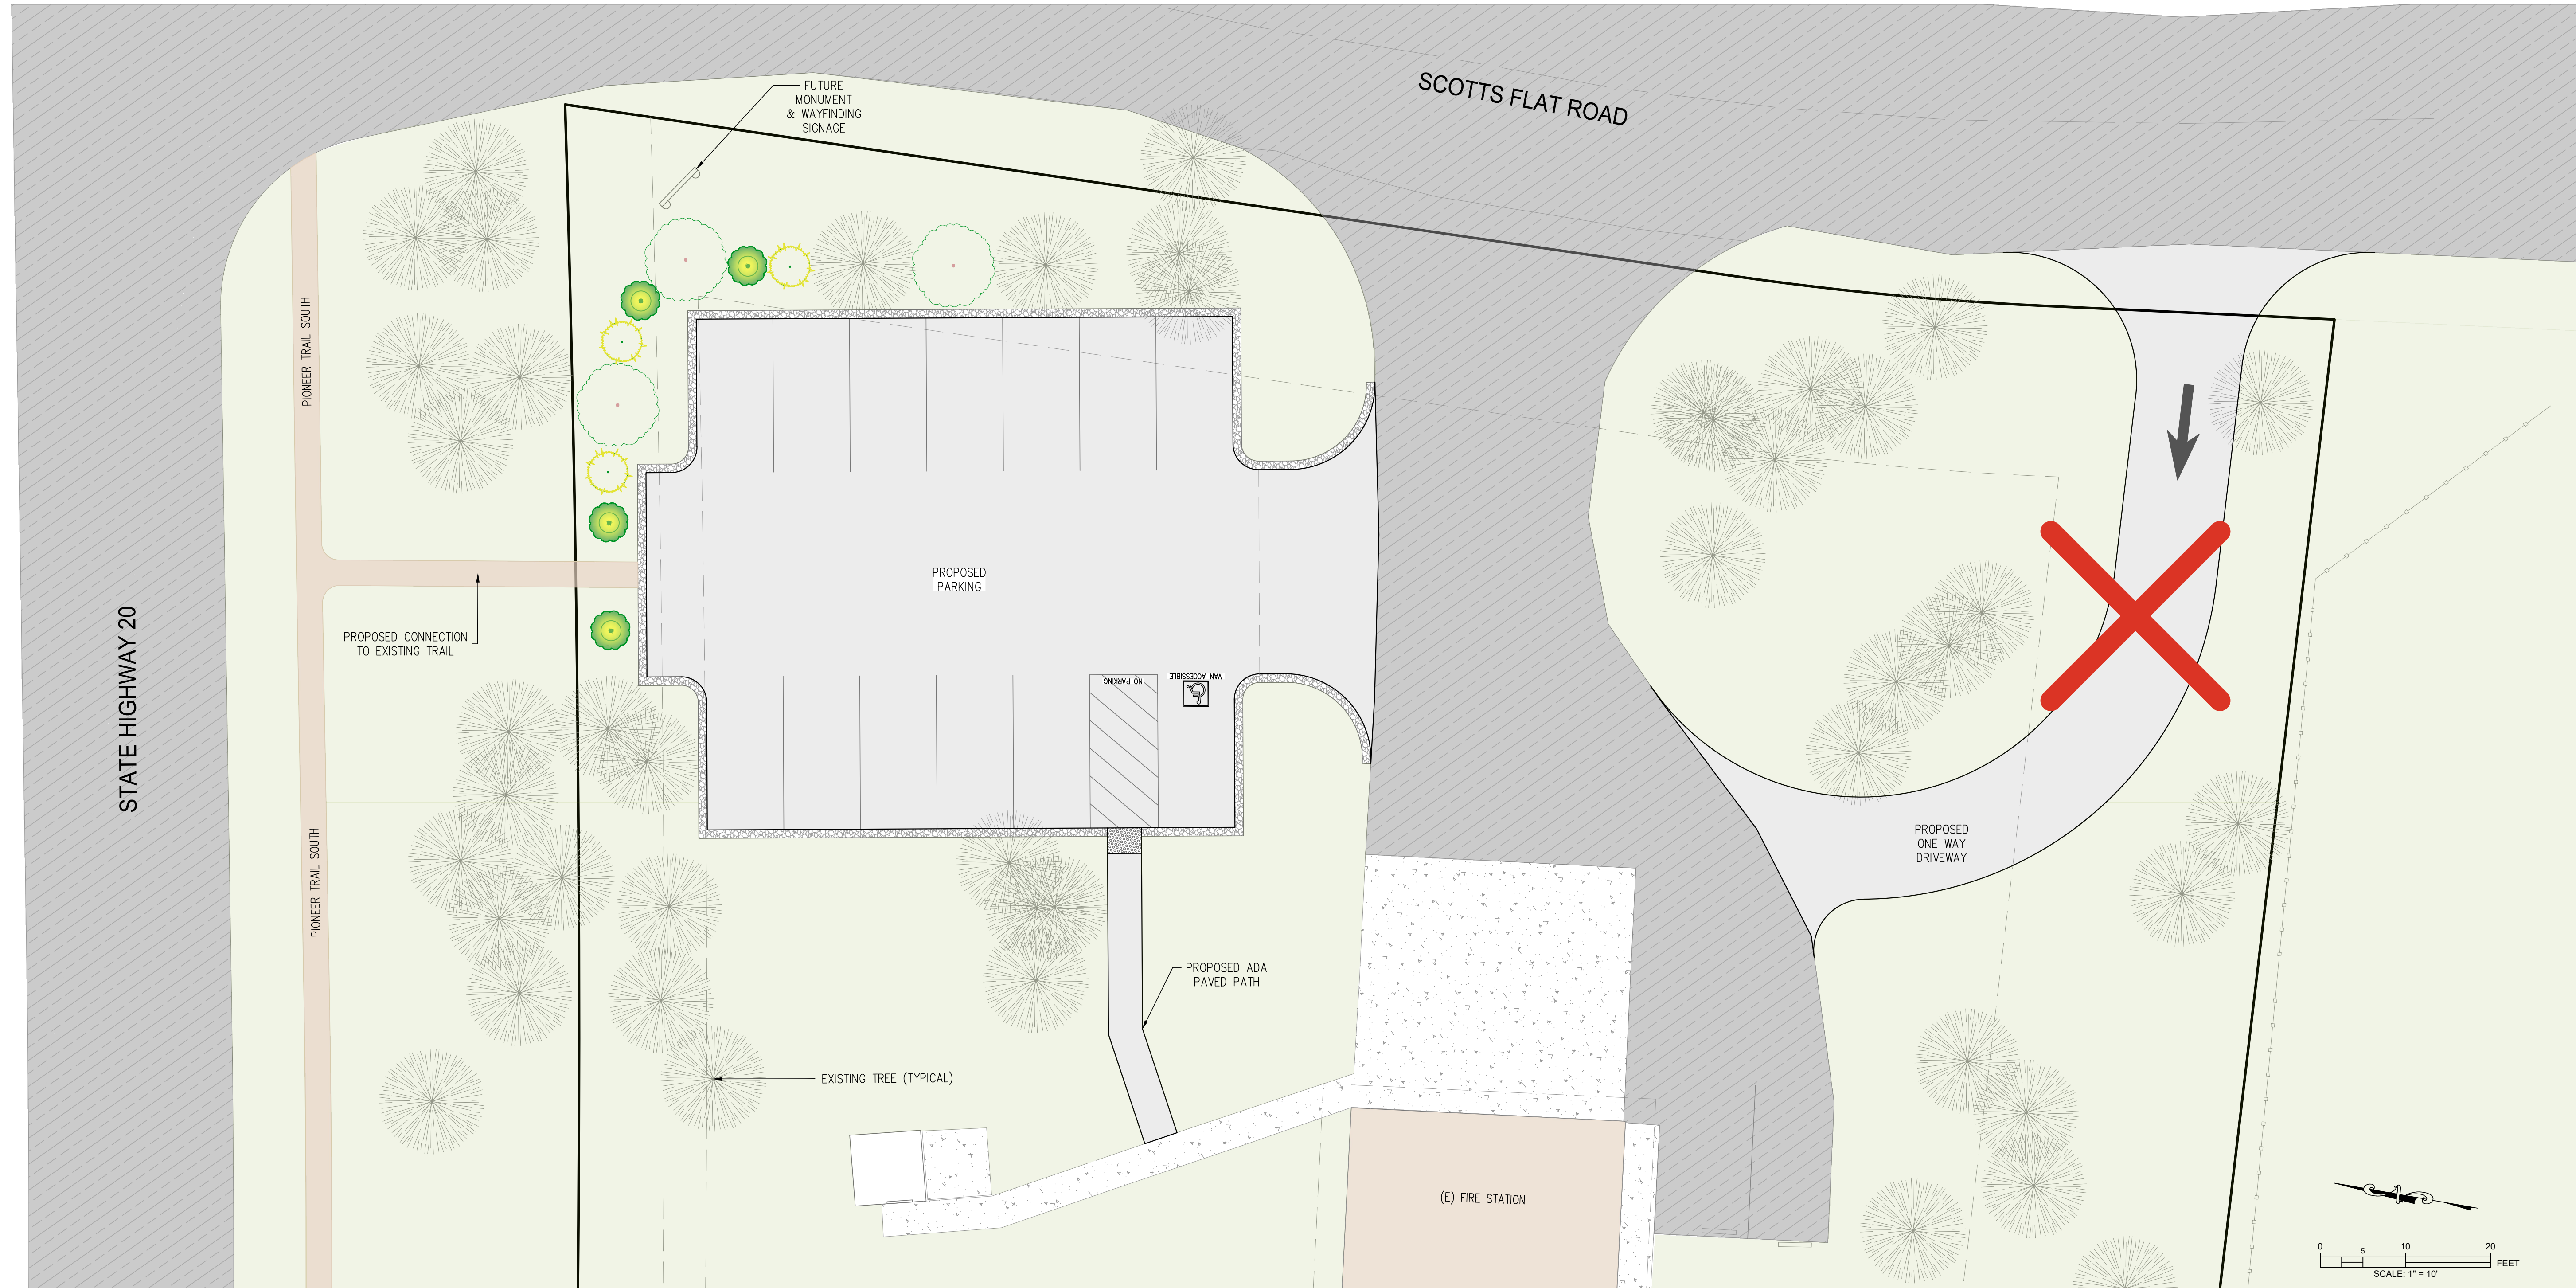 SCOTTS FLAT ROAD
FUTURE
MONUMENT
& WAYFINDING
SIGNAGE
PIONEER TRAIL SOUTH
PROPOSED
PARKING
PROPOSED CONNECTION
TO EXISTING TRAIL
STATE HIGHWAY 20
NO PARKING
VAN ACCESSIBLE
PIONEER TRAIL SOUTH
PROPOSED
ONE WAY
DRIVEWAY
PROPOSED ADA
PAVED PATH
EXISTING TREE (TYPICAL)
(E) FIRE STATION
0 5 10 20
FEET
SCALE: 1" = 10'